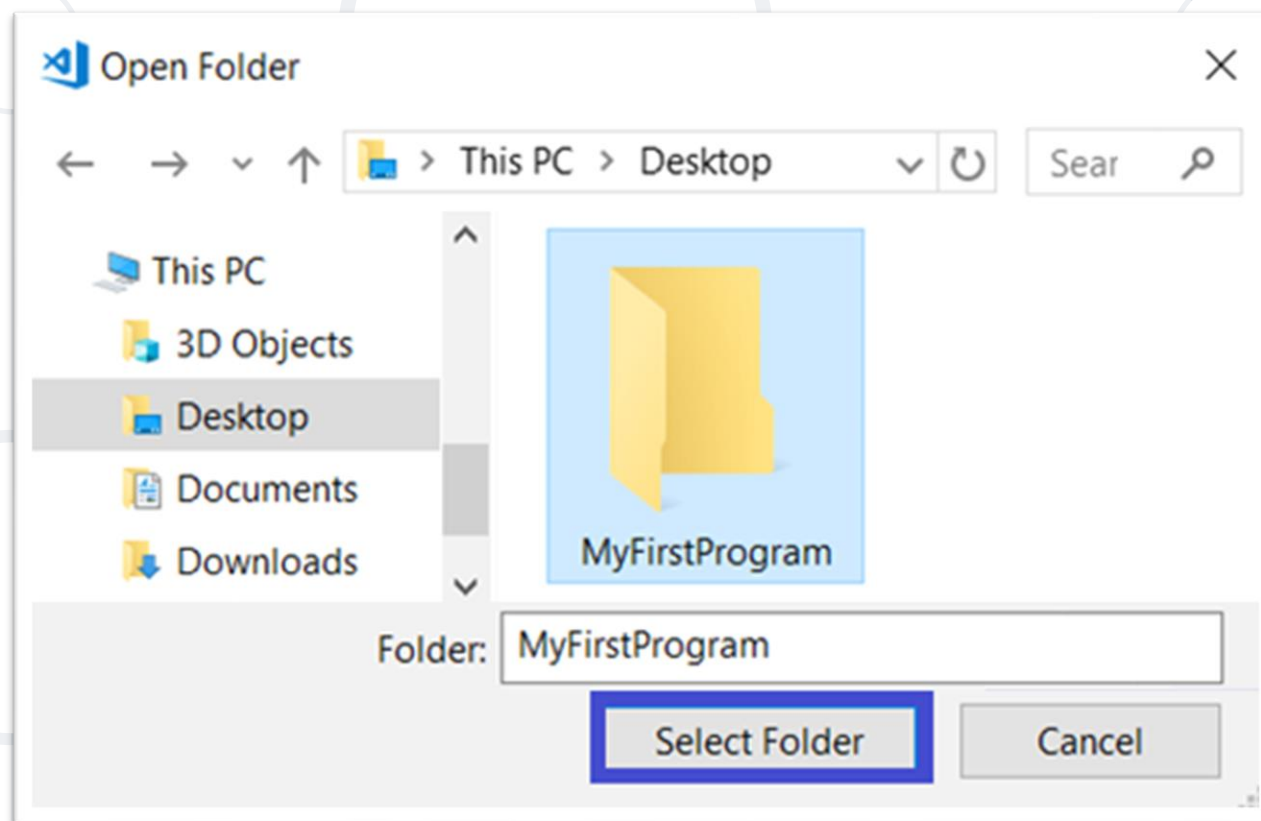 Open Folder
This PC > Desktop
Sear
This PC
3D Objects
Desktop
Documents
Downloads
MyFirstProgram
Folder: MyFirstProgram
Select Folder
Cancel